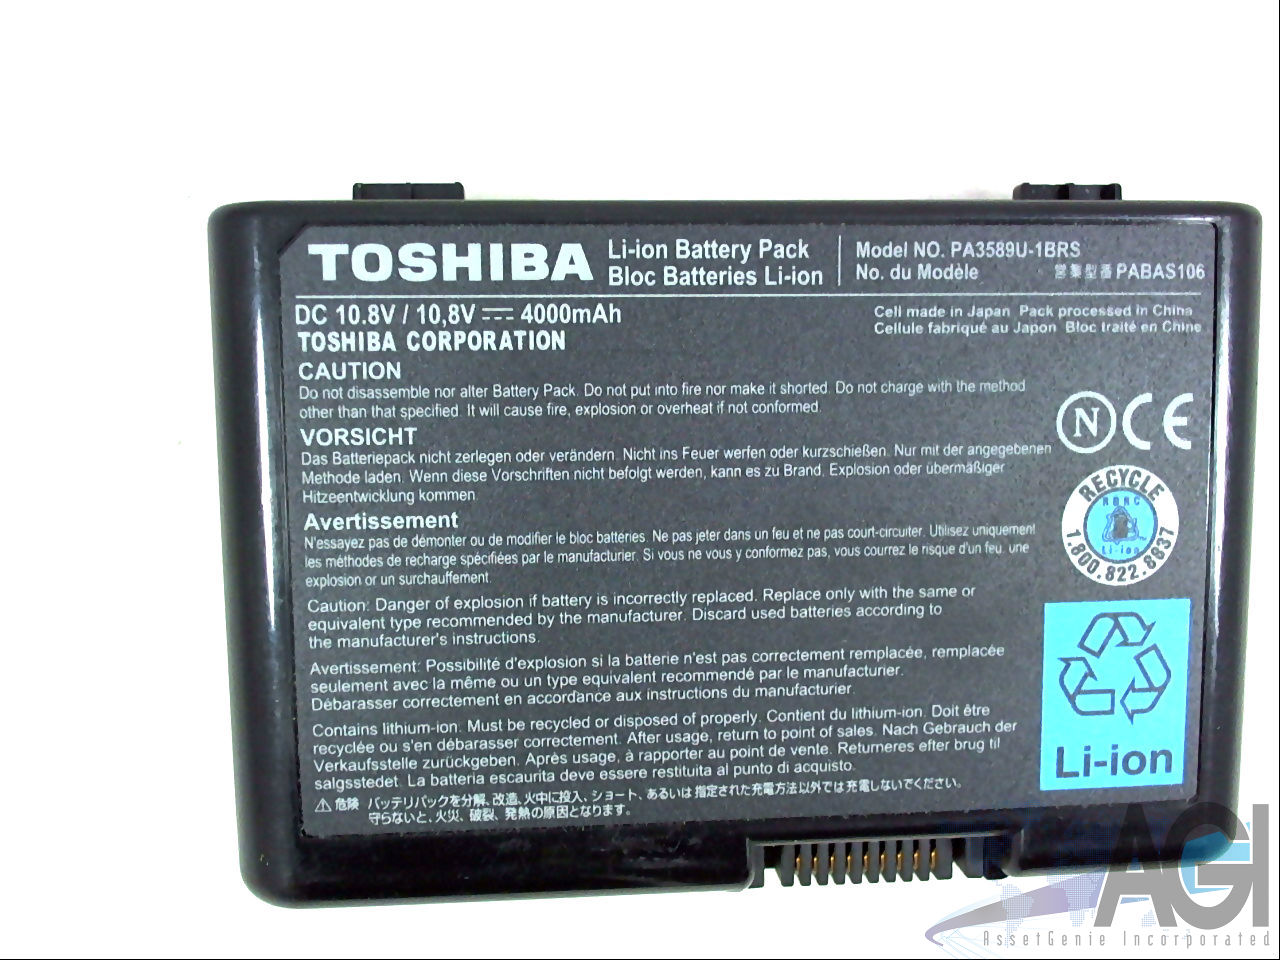 TOSHIBA
Li-ion Battery Pack
Bloc Batteries Li-ion
Model NO. PA3589U-1BRS
No. du Modèle 営業型番 PABAS106
DC 10.8V / 10,8V 4000mAh
TOSHIBA CORPORATION
Cell made in Japan Pack processed in China
Cellule fabriqué au Japon Bloc traité en Chine
CAUTION
Do not disassemble nor alter Battery Pack. Do not put into fire nor make it shorted. Do not charge with the method
other than that specified. It will cause fire, explosion or overheat if not conformed.
VORSICHT
Das Batteriepack nicht zerlegen oder verändern. Nicht ins Feuer werfen oder kurzschießen. Nur mit der angegebenen
Methode laden. Wenn diese Vorschriften nicht befolgt werden, kann es zu Brand, Explosion oder übermäßiger
Hitzeentwicklung kommen
Avertissement
N'essayez pas de démonter ou de modifier le bloc batteries. Ne pas jeter dans un feu et ne pas court-circuiter. Utilisez uniquement
les méthodes de recharge spécifiées par le manufacturier. Si vous ne vous y conformez pas, vous courrez le risque d'un feu, une
explosion or un surchauffement.
Caution: Danger of explosion if battery is incorrectly replaced. Replace only with the same or
equivalent type recommended by the manufacturer. Discard used batteries according to
the manufacturer's instructions.
Avertissement: Possibilité d'explosion si la batterie n'est pas correctement remplacée, remplacée
seulement avec la même ou un type equivalent recommendé par le manufacturier.
Débarasser correctement en accordance aux instructions du manufacturier.
Contains lithium-ion. Must be recycled or disposed of properly. Contient du lithium-ion. Doit être
recyclée ou s'en débarasser correctement. After usage, return to point of sales. Nach Gebrauch der
Verkaufsstelle zurückgeben. Après usage, à rapporter au point de vente. Returneres efter brug til
salgsstedet. La batteria escaurita deve essere restituita al punto di acquisto.
⚠ 危険 バッテリパックを分解、改造、火中に投入、ショート、あるいは指定された充電方法以外では充電しないでください。
守らないと、火災、破裂、発熱の原因となります。
N CE
RECYCLE
RBRC
Li-ion
1.800.822.8837
Li-ion
AGI
AssetGenie Incorporated